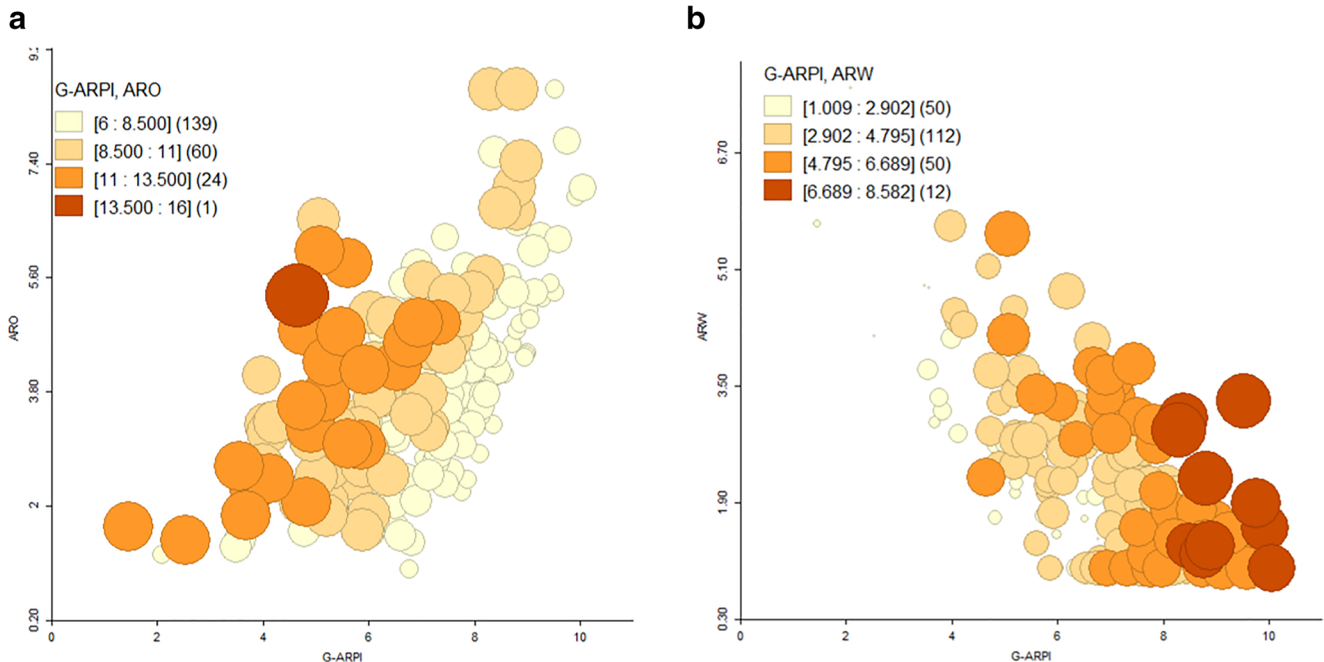 a
b
9.
G-ARPI, ARO
[6 : 8.500] (139)
[8.500 : 11] (60)
[11 : 13.500] (24)
[13.500 : 16] (1)
7.40
5.60
3.80
2
0.20
ARO
0
2
4
6
8
10
G-ARPI
G-ARPI, ARW
[1.009 : 2.902] (50)
[2.902 : 4.795] (112)
[4.795 : 6.689] (50)
[6.689 : 8.582] (12)
6.70
5.10
3.50
1.90
0.30
ARW
0
2
4
6
8
10
G-ARPI